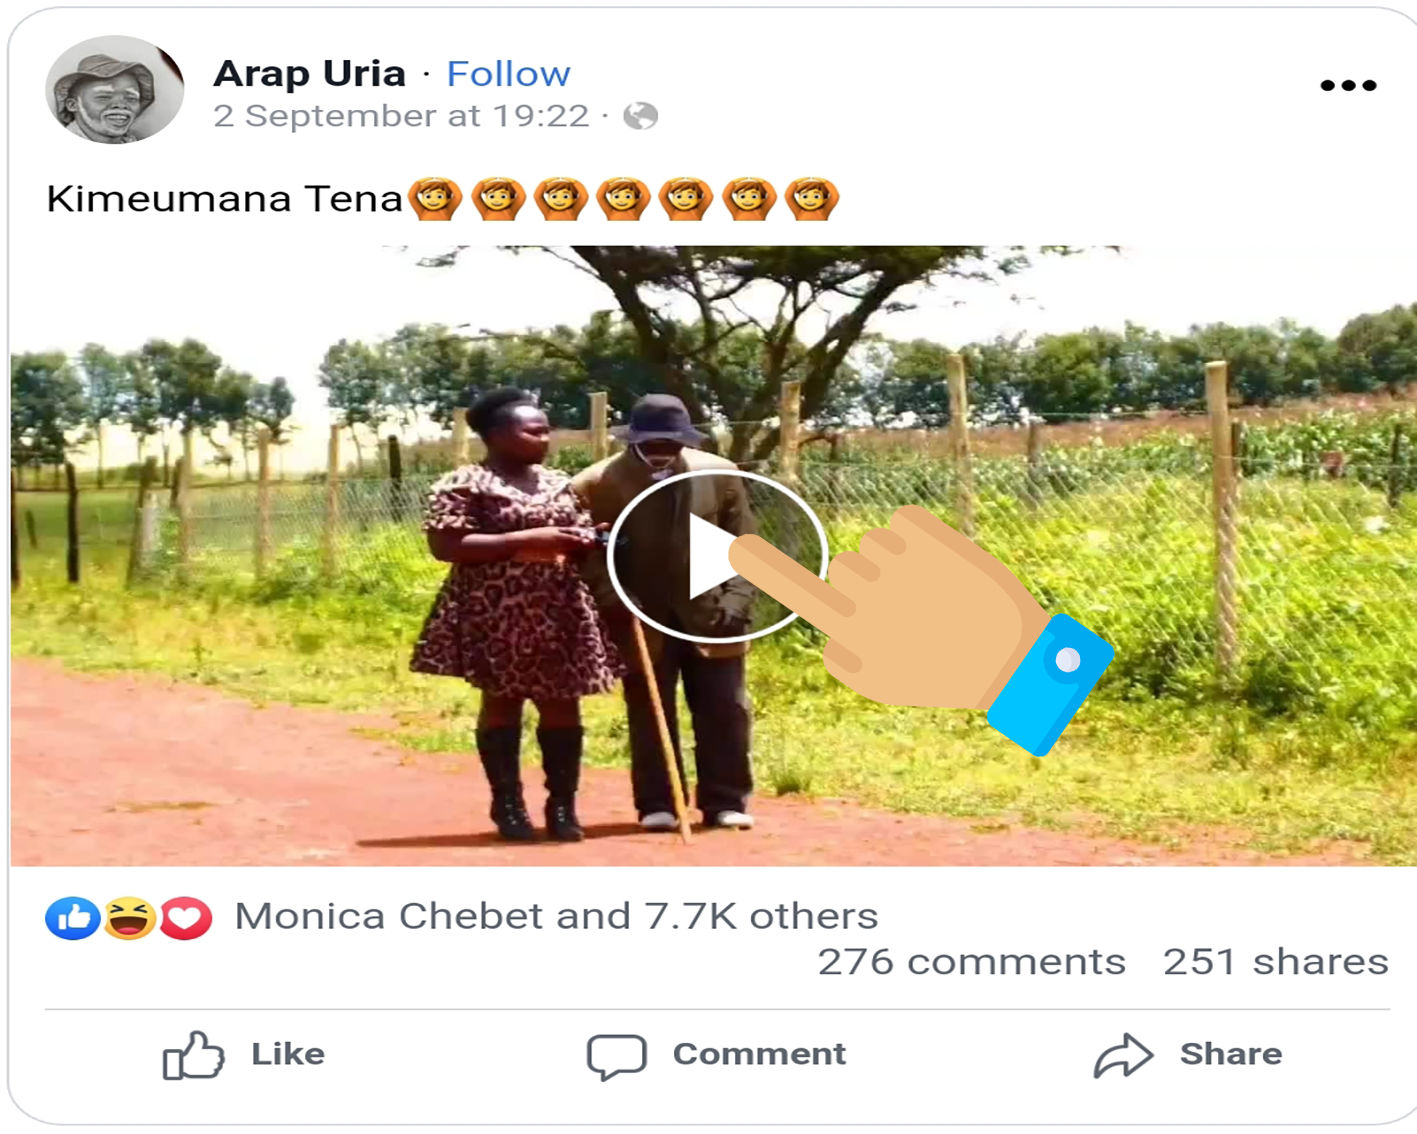 Arap Uria · Follow
2 September at 19:22 ·
Kimeumana Tena🙆🙆🙆🙆🙆🙆🙆
Monica Chebet and 7.7K others
276 comments 251 shares
Like Comment Share